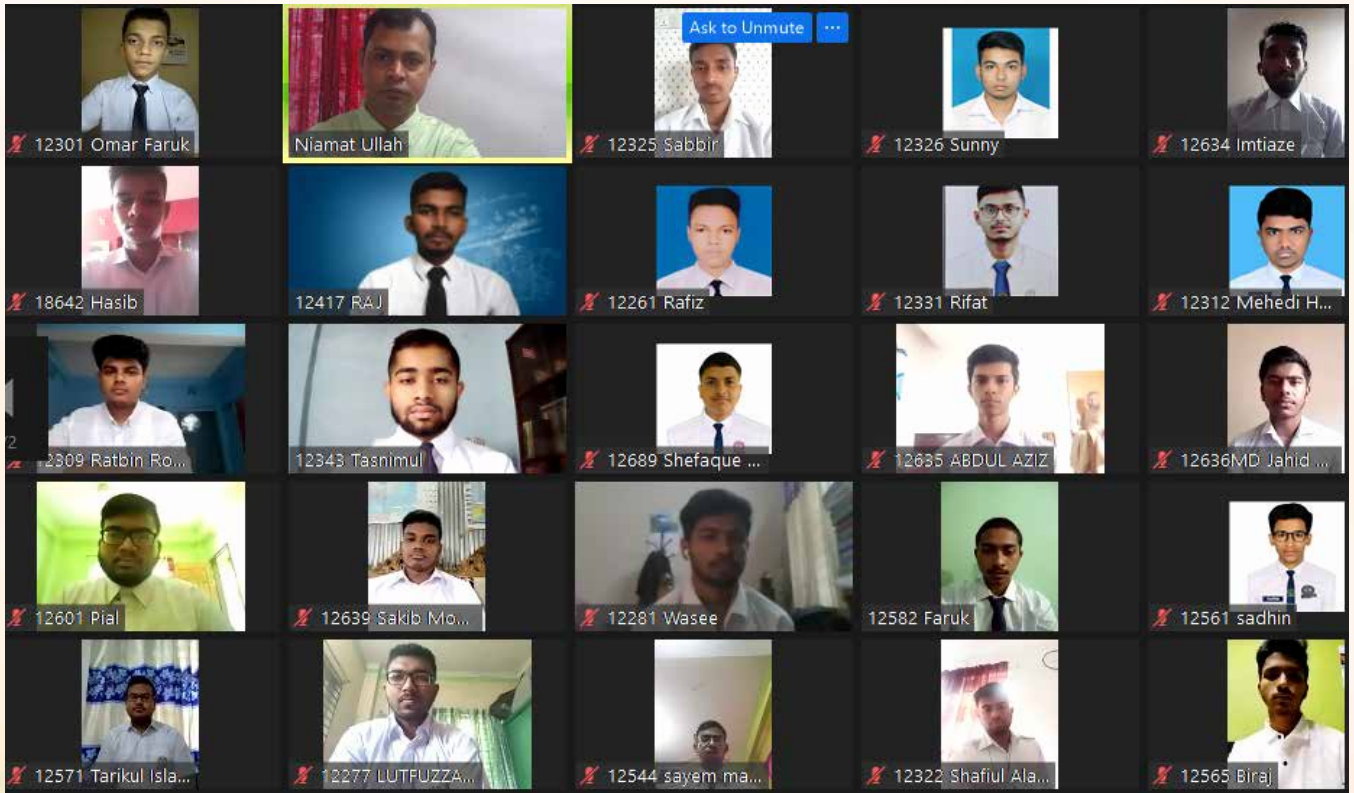 Ask to Unmute ...
12301 Omar Faruk
Niamat Ullah
12325 Sabbir
12326 Sunny
12634 Imtiaze
18642 Hasib
12417 RAJ
12261 Rafiz
12331 Rifat
12312 Mehedi H...
12309 Ratbin Ro...
12343 Tasnimul
12689 Shefaque ...
12635 ABDUL AZIZ
12636MD Jahid ...
12601 Pial
12639 Sakib Mo...
12281 Wasee
12582 Faruk
12561 sadhin
12571 Tarikul Isla...
12277 LUTFUZZA...
12544 sayem ma...
12322 Shafiul Ala...
12565 Biraj